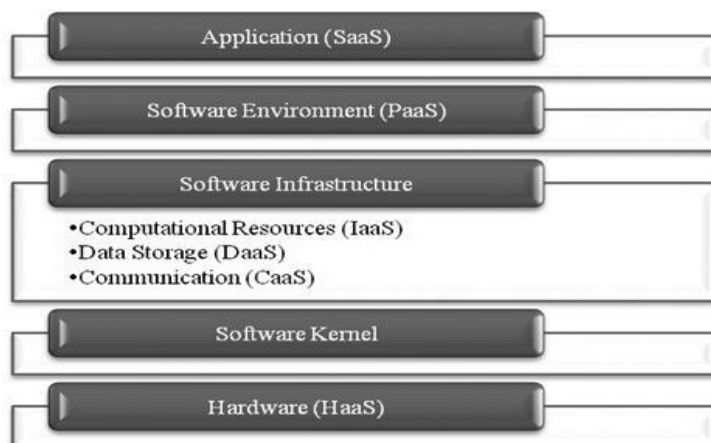 Application (SaaS)
Software Environment (PaaS)
Software Infrastructure
•Computational Resources (IaaS)
•Data Storage (DaaS)
•Communication (CaaS)
Software Kernel
Hardware (HaaS)